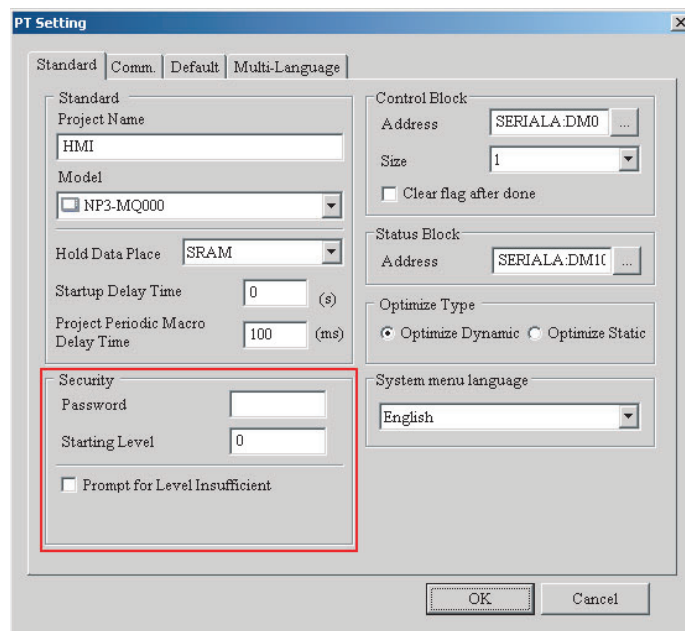 PT Setting
Standard Comm. Default Multi-Language
Standard
Project Name
HMI
Model
NP3-MQ000
Hold Data Place SRAM
Startup Delay Time 0 (s)
Project Periodic Macro
Delay Time 100 (ms)
Security
Password
Starting Level 0
Prompt for Level Insufficient
Control Block
Address SERIALA:DM0 ...
Size 1
Clear flag after done
Status Block
Address SERIALA:DM10 ...
Optimize Type
Optimize Dynamic Optimize Static
System menu language
English
OK Cancel